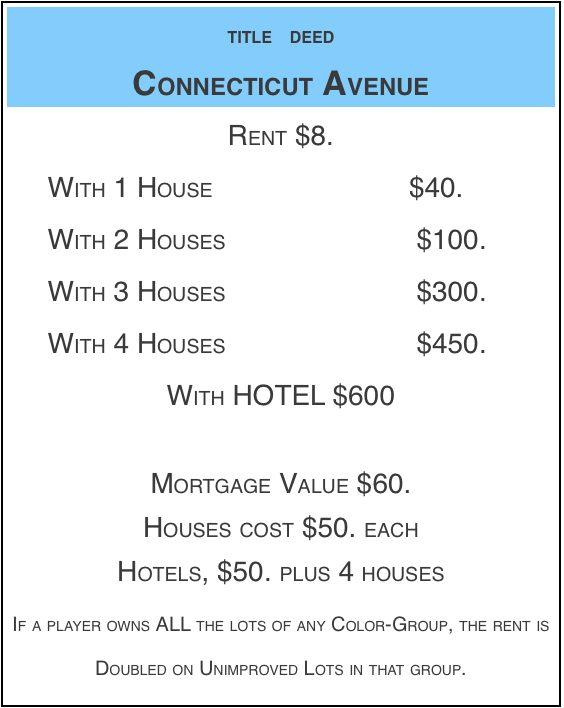 TITLE DEED
CONNECTICUT AVENUE
RENT $8.
WITH 1 HOUSE $40.
WITH 2 HOUSES $100.
WITH 3 HOUSES $300.
WITH 4 HOUSES $450.
WITH HOTEL $600
MORTGAGE VALUE $60.
HOUSES COST $50. EACH
HOTELS, $50. PLUS 4 HOUSES
IF A PLAYER OWNS ALL THE LOTS OF ANY COLOR-GROUP, THE RENT IS
DOUBLED ON UNIMPROVED LOTS IN THAT GROUP.